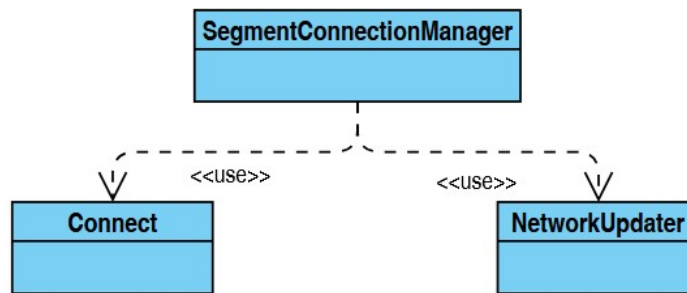 SegmentConnectionManager
<<use>>
<<use>>
Connect
NetworkUpdater